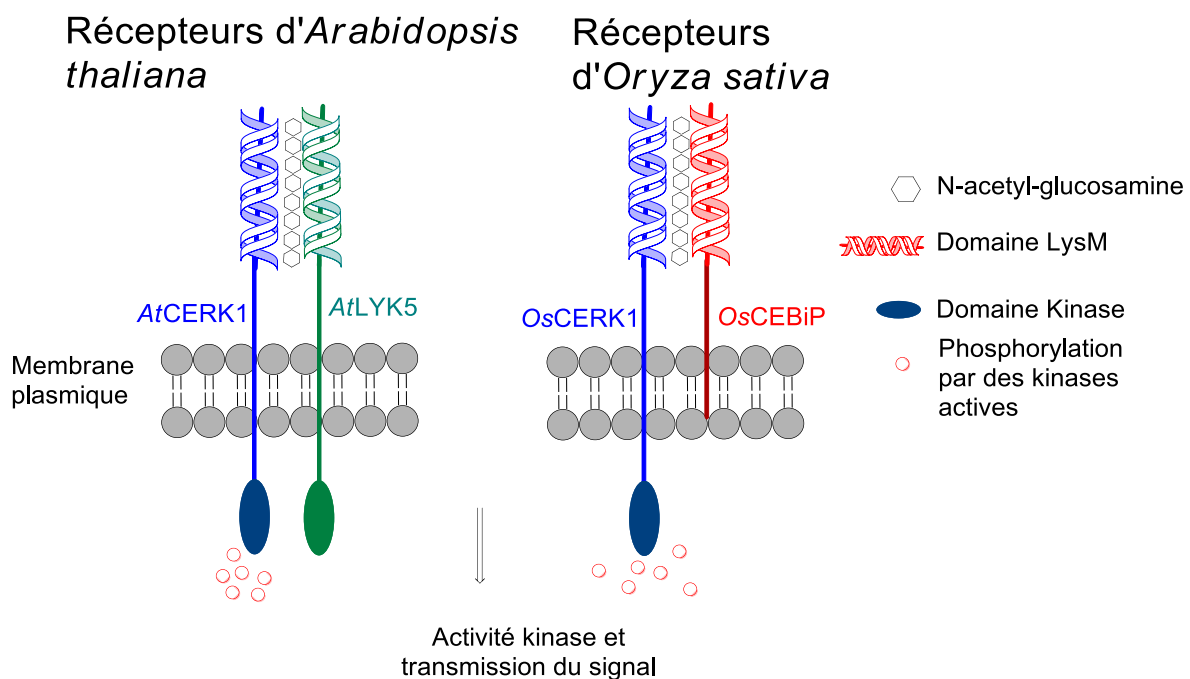 Récepteurs d'Arabidopsis
thaliana
Récepteurs
d'Oryza sativa
N-acetyl-glucosamine
Domaine LysM
AtCERK1
AtLYK5
OsCERK1
OsCEBiP
Domaine Kinase
Membrane
plasmique
Phosphorylation
par des kinases
actives
Activité kinase et
transmission du signal